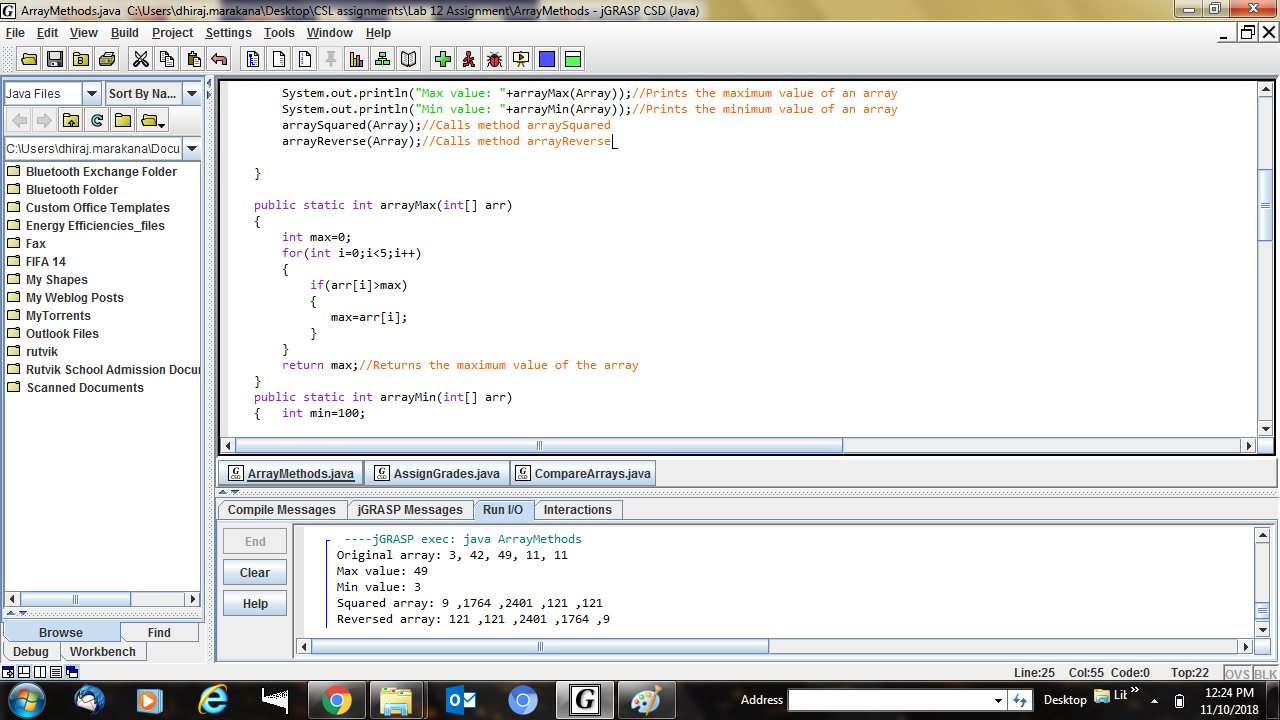 ArrayMethods.java  C:\Users\dhiraj.marakana\Desktop\CSL assignments\Lab 12 Assignment\ArrayMethods - jGRASP CSD (Java)
File Edit View Build Project Settings Tools Window Help
Java Files
Sort By Na...
C:\Users\dhiraj.marakana\Docu
Bluetooth Exchange Folder
Bluetooth Folder
Custom Office Templates
Energy Efficiencies_files
Fax
FIFA 14
My Shapes
My Weblog Posts
MyTorrents
Outlook Files
rutvik
Rutvik School Admission Docu
Scanned Documents
Browse
Find
Debug
Workbench
System.out.println("Max value: "+arrayMax(Array));//Prints the maximum value of an array
System.out.println("Min value: "+arrayMin(Array));//Prints the minimum value of an array
arraySquared(Array);//Calls method arraySquared
arrayReverse(Array);//Calls method arrayReverse
}
public static int arrayMax(int[] arr)
{
int max=0;
for(int i=0;i<5;i++)
{
if(arr[i]>max)
{
max=arr[i];
}
}
return max;//Returns the maximum value of the array
}
public static int arrayMin(int[] arr)
{ int min=100;
ArrayMethods.java
AssignGrades.java
CompareArrays.java
Compile Messages
jGRASP Messages
Run I/O
Interactions
End
Clear
Help
----jGRASP exec: java ArrayMethods
Original array: 3, 42, 49, 11, 11
Max value: 49
Min value: 3
Squared array: 9 ,1764 ,2401 ,121 ,121
Reversed array: 121 ,121 ,2401 ,1764 ,9
Line:25 Col:55 Code:0 Top:22 OVS BLK
Address
Desktop
Lit
12:24 PM
11/10/2018